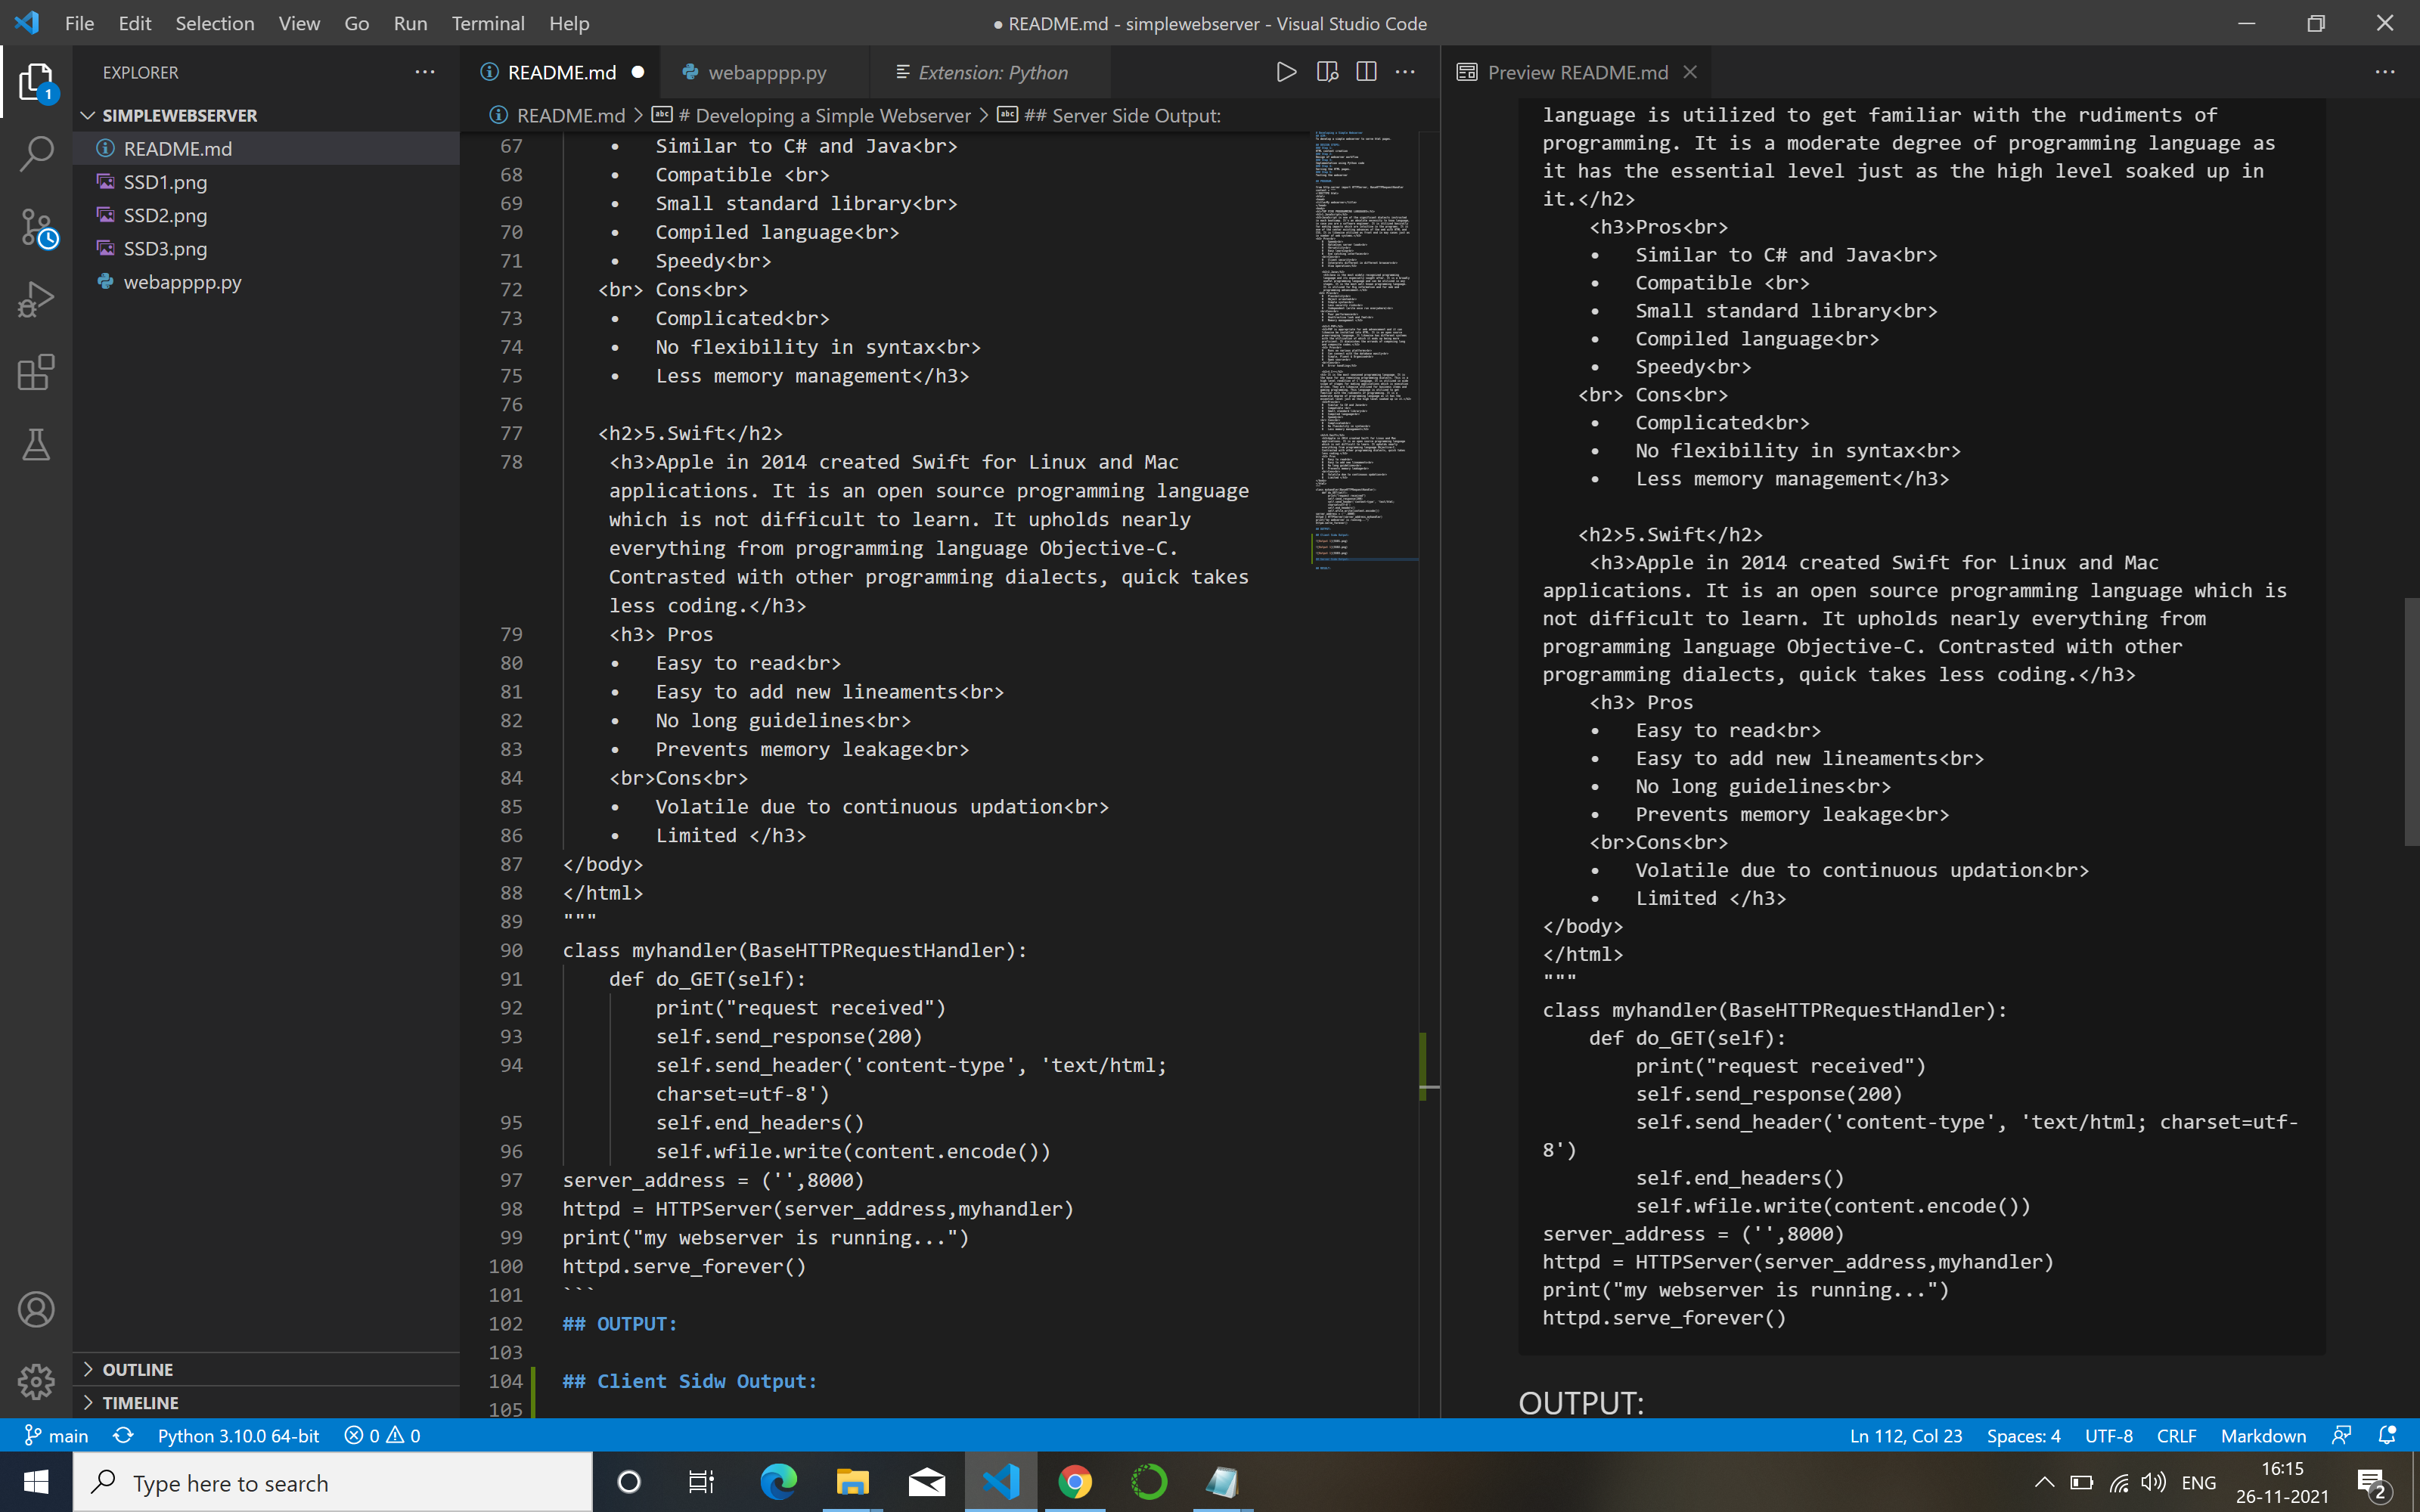 File Edit Selection View Go Run Terminal Help
● README.md - simplewebserver - Visual Studio Code
EXPLORER
SIMPLEWEBSERVER
README.md
SSD1.png
SSD2.png
SSD3.png
webapppp.py
OUTLINE
TIMELINE
1
README.md
webapppp.py
Extension: Python
README.md > # Developing a Simple Webserver > ## Server Side Output:
67 • Similar to C# and Java<br>
68 • Compatible <br>
69 • Small standard library<br>
70 • Compiled language<br>
71 • Speedy<br>
72 <br> Cons<br>
73 • Complicated<br>
74 • No flexibility in syntax<br>
75 • Less memory management</h3>
76
77 <h2>5.Swift</h2>
78 <h3>Apple in 2014 created Swift for Linux and Mac
applications. It is an open source programming language
which is not difficult to learn. It upholds nearly
everything from programming language Objective-C.
Contrasted with other programming dialects, quick takes
less coding.</h3>
79 <h3> Pros
80 • Easy to read<br>
81 • Easy to add new lineaments<br>
82 • No long guidelines<br>
83 • Prevents memory leakage<br>
84 <br>Cons<br>
85 • Volatile due to continuous updation<br>
86 • Limited </h3>
87 </body>
88 </html>
89 """
90 class myhandler(BaseHTTPRequestHandler):
91 def do_GET(self):
92 print("request received")
93 self.send_response(200)
94 self.send_header('content-type', 'text/html;
charset=utf-8')
95 self.end_headers()
96 self.wfile.write(content.encode())
97 server_address = ('',8000)
98 httpd = HTTPServer(server_address,myhandler)
99 print("my webserver is running...")
100 httpd.serve_forever()
101 ```
102 ## OUTPUT:
103
104 ## Client Sidw Output:
105
Preview README.md
language is utilized to get familiar with the rudiments of
programming. It is a moderate degree of programming language as
it has the essential level just as the high level soaked up in
it.</h2>
<h3>Pros<br>
• Similar to C# and Java<br>
• Compatible <br>
• Small standard library<br>
• Compiled language<br>
• Speedy<br>
<br> Cons<br>
• Complicated<br>
• No flexibility in syntax<br>
• Less memory management</h3>
<h2>5.Swift</h2>
<h3>Apple in 2014 created Swift for Linux and Mac
applications. It is an open source programming language which is
not difficult to learn. It upholds nearly everything from
programming language Objective-C. Contrasted with other
programming dialects, quick takes less coding.</h3>
<h3> Pros
• Easy to read<br>
• Easy to add new lineaments<br>
• No long guidelines<br>
• Prevents memory leakage<br>
<br>Cons<br>
• Volatile due to continuous updation<br>
• Limited </h3>
</body>
</html>
"""
class myhandler(BaseHTTPRequestHandler):
def do_GET(self):
print("request received")
self.send_response(200)
self.send_header('content-type', 'text/html; charset=utf-
8')
self.end_headers()
self.wfile.write(content.encode())
server_address = ('',8000)
httpd = HTTPServer(server_address,myhandler)
print("my webserver is running...")
httpd.serve_forever()
OUTPUT:
main Python 3.10.0 64-bit 0 0
Ln 112, Col 23 Spaces: 4 UTF-8 CRLF Markdown
Type here to search
ENG
16:15
26-11-2021
2